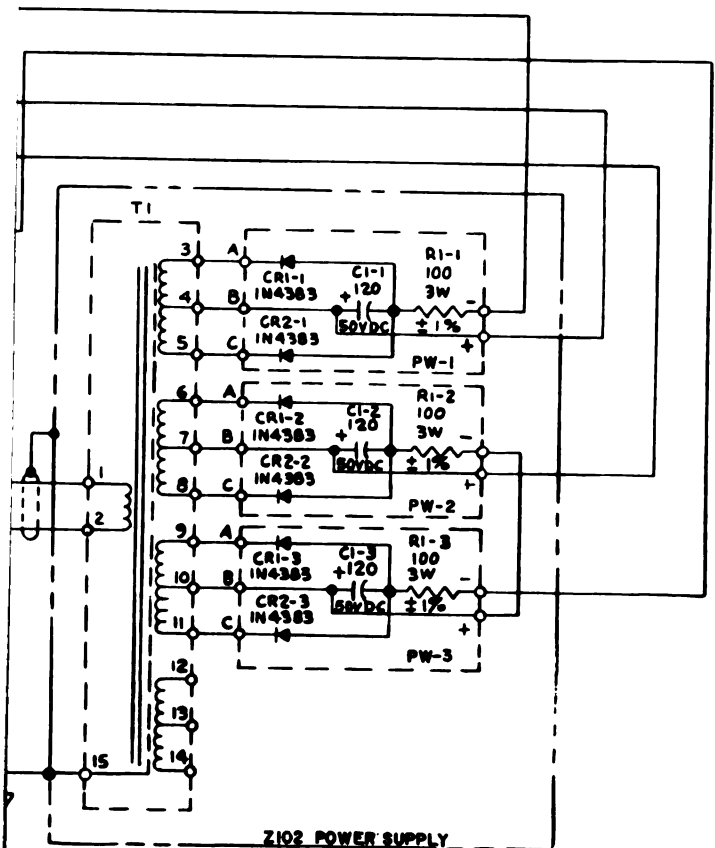 T1
3 A
CR1-1
1N4383
C1-1
120
+
50VDC
R1-1
100
3W
± 1%
-
4 B
CR2-1
1N4383
+
5 C
PW-1
6 A
CR1-2
1N4383
C1-2
120
+
50VDC
R1-2
100
3W
± 1%
-
7 B
CR2-2
1N4383
+
8 C
PW-2
1
2
9 A
CR1-3
1N4383
C1-3
+120
50VDC
R1-3
100
3W
±1%
-
10 B
CR2-3
1N4383
+
11 C
PW-3
12
13
14
15
Z102 POWER SUPPLY